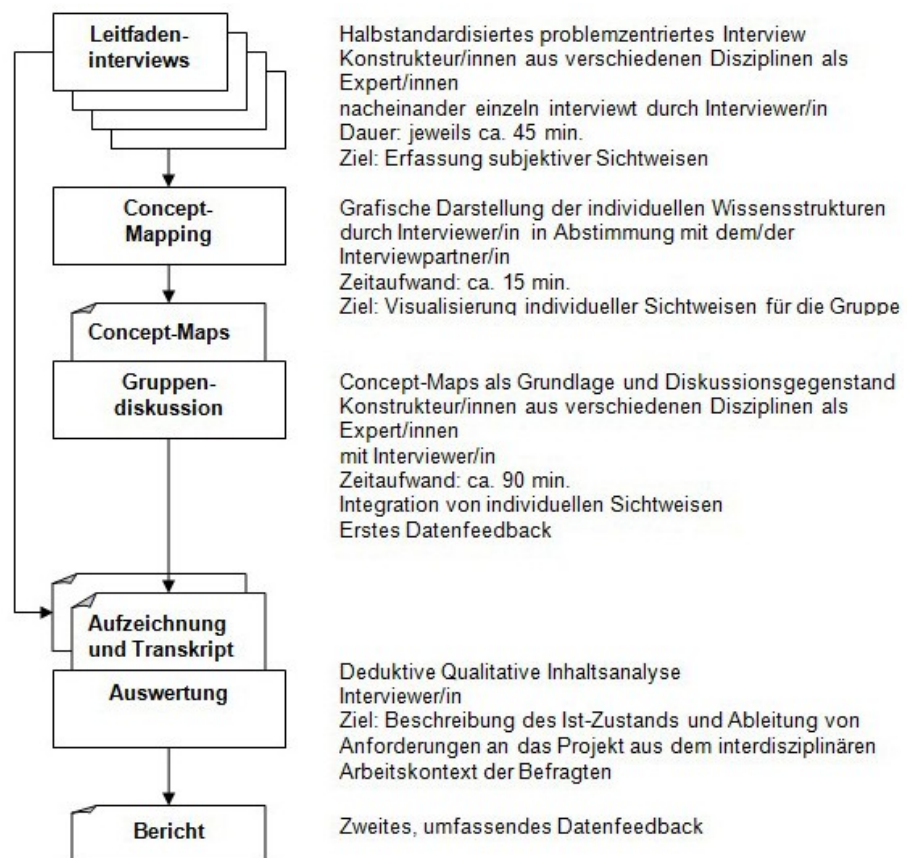 Leitfaden-
interviews
Halbstandardisiertes problemzentriertes Interview
Konstrukteur/innen aus verschiedenen Disziplinen als
Expert/innen
nacheinander einzeln interviewt durch Interviewer/in
Dauer: jeweils ca. 45 min.
Ziel: Erfassung subjektiver Sichtweisen
Concept-
Mapping
Grafische Darstellung der individuellen Wissensstrukturen
durch Interviewer/in in Abstimmung mit dem/der
Interviewpartner/in
Zeitaufwand: ca. 15 min.
Ziel: Visualisierung individueller Sichtweisen für die Gruppe
Concept-Maps
Gruppen-
diskussion
Concept-Maps als Grundlage und Diskussionsgegenstand
Konstrukteur/innen aus verschiedenen Disziplinen als
Expert/innen
mit Interviewer/in
Zeitaufwand: ca. 90 min.
Integration von individuellen Sichtweisen
Erstes Datenfeedback
Aufzeichnung
und Transkript
Auswertung
Deduktive Qualitative Inhaltsanalyse
Interviewer/in
Ziel: Beschreibung des Ist-Zustands und Ableitung von
Anforderungen an das Projekt aus dem interdisziplinären
Arbeitskontext der Befragten
Bericht
Zweites, umfassendes Datenfeedback